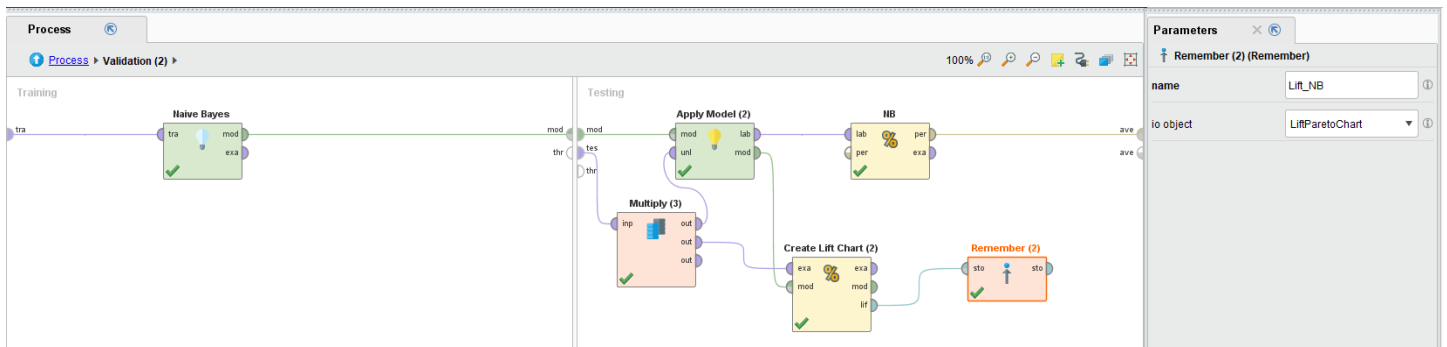 Process
Parameters
Process Validation (2)
100%
Remember (2) (Remember)
name
Lift_NB
io object
LiftParetoChart
Training
Testing
Naive Bayes
tra
tra
mod
exa
mod
thr
mod
tes
thr
Apply Model (2)
mod
lab
unl
mod
NB
lab
per
per
exa
ave
ave
Multiply (3)
inp
out
out
out
Create Lift Chart (2)
exa
exa
mod
mod
lif
Remember (2)
sto
sto